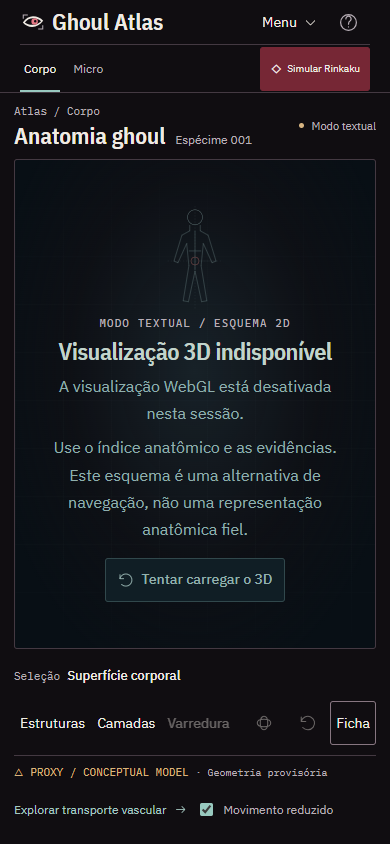 Ghoul Atlas
Menu
Corpo Micro Simular Rinkaku
Atlas / Corpo
Anatomia ghoul Espécime 001 Modo textual
MODO TEXTUAL / ESQUEMA 2D
Visualização 3D indisponível
A visualização WebGL está desativada
nesta sessão.
Use o índice anatômico e as evidências.
Este esquema é uma alternativa de
navegação, não uma representação
anatômica fiel.
Tentar carregar o 3D
Seleção Superfície corporal
Estruturas Camadas Varredura Ficha
PROXY / CONCEPTUAL MODEL · Geometria provisória
Explorar transporte vascular → Movimento reduzido